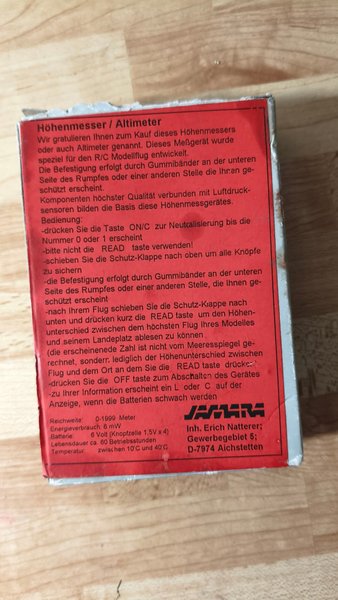 Höhenmesser / Altimeter
Wir gratulieren Ihnen zum Kauf dieses Höhenmessers
oder auch Altimeter genannt. Dieses Meßgerät wurde
speziel für den R/C Modellflug entwickelt.
Die Befestigung erfolgt durch Gummibänder an der unteren
Seite des Rumpfes oder einer anderen Stelle die Ihnen ge-
schützt erscheint.
Komponenten höchster Qualität verbunden mit Luftdruck-
sensoren bilden die Basis diese Höhenmessgerätes.
Bedienung:
-drücken Sie die Taste ON/C zur Neutralisierung bis die
Nummer 0 oder 1 erscheint
-bitte nicht die READ taste verwenden!
-schieben Sie die Schutz-Klappe nach oben um alle Knöpfe
zu sichern
-die Befestigung erfolgt durch Gummibänder an der unteren
Seite des Rumpfes oder einer anderen Stelle, die Ihnen ge-
schützt erscheint
-nach Ihrem Flug schieben Sie die Schutz-Klappe nach
unten und drücken kurz die READ taste um den Höhen-
unterschied zwischen dem höchsten Flug Ihres Modelles
und seinem Landeplatz ablesen zu können
(die erscheinenede Zahl ist nicht vom Meeresspiegel ge-
rechnet, sondern lediglich der Höhenunterschied zwischen
Flug und dem Ort an dem Sie die READ taste drücken)
-drücken Sie die OFF taste zum Abschalten des Gerätes
-zu Ihrer Information erscheint ein L oder C auf der
Anzeige, wenn die Batterien schwach werden
Reichweite: 0-1999 Meter
Energieverbrauch: 6 mW
Batterie: 6 Volt (Knopfzelle 1,5V x 4)
Lebensdauer ca. 60 Betriebsstunden
Temperatur: zwischen 10°C und 40°C
JAMARA
Inh. Erich Natterer;
Gewerbegebiet 5;
D-7974 Aichstetten